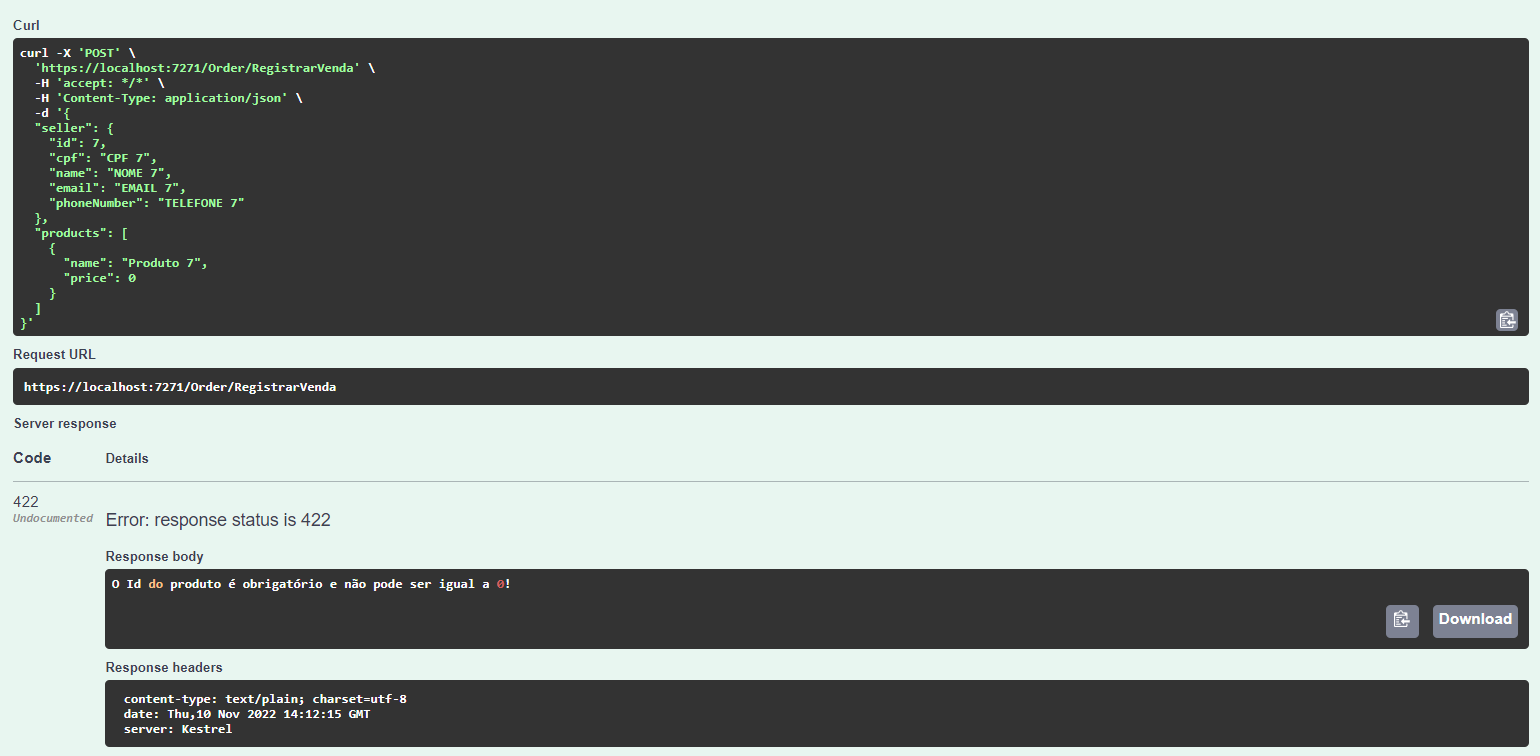 Curl
curl -X 'POST' \
  'https://localhost:7271/Order/RegistrarVenda' \
  -H 'accept: */*' \
  -H 'Content-Type: application/json' \
  -d '{
  "seller": {
    "id": 7,
    "cpf": "CPF 7",
    "name": "NOME 7",
    "email": "EMAIL 7",
    "phoneNumber": "TELEFONE 7"
  },
  "products": [
    {
      "name": "Produto 7",
      "price": 0
    }
  ]
}'
Request URL
https://localhost:7271/Order/RegistrarVenda
Server response
Code Details
422
Undocumented Error: response status is 422
Response body
O Id do produto é obrigatório e não pode ser igual a 0!
Download
Response headers
content-type: text/plain; charset=utf-8
date: Thu,10 Nov 2022 14:12:15 GMT
server: Kestrel